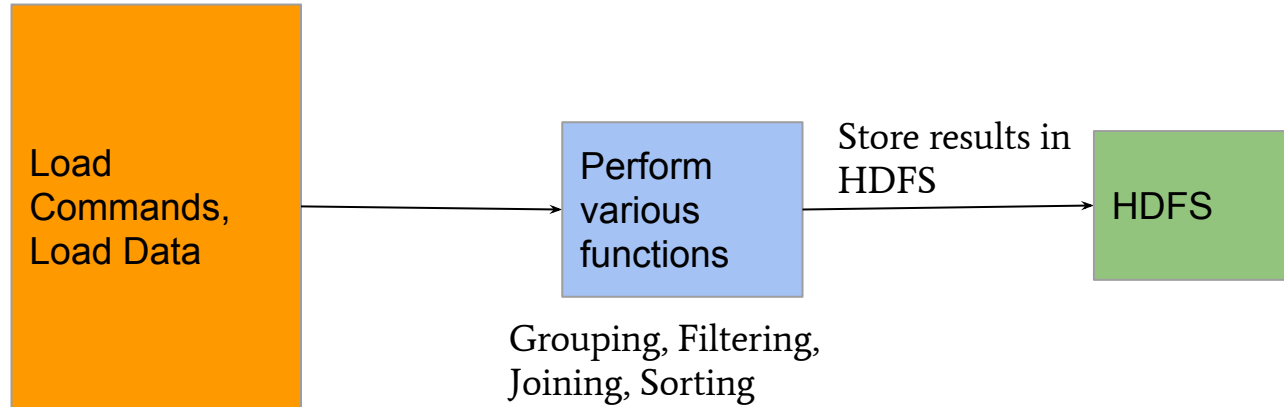 Load
Commands,
Load Data
Perform
various
functions
Grouping, Filtering,
Joining, Sorting
Store results in
HDFS
HDFS